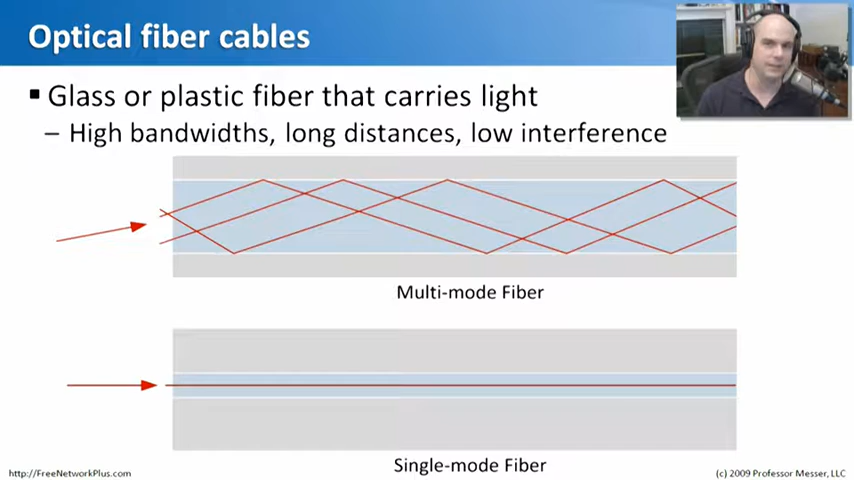 Optical fiber cables
▪ Glass or plastic fiber that carries light
– High bandwidths, long distances, low interference
Multi-mode Fiber
Single-mode Fiber
http://FreeNetworkPlus.com
(c) 2009 Professor Messer, LLC